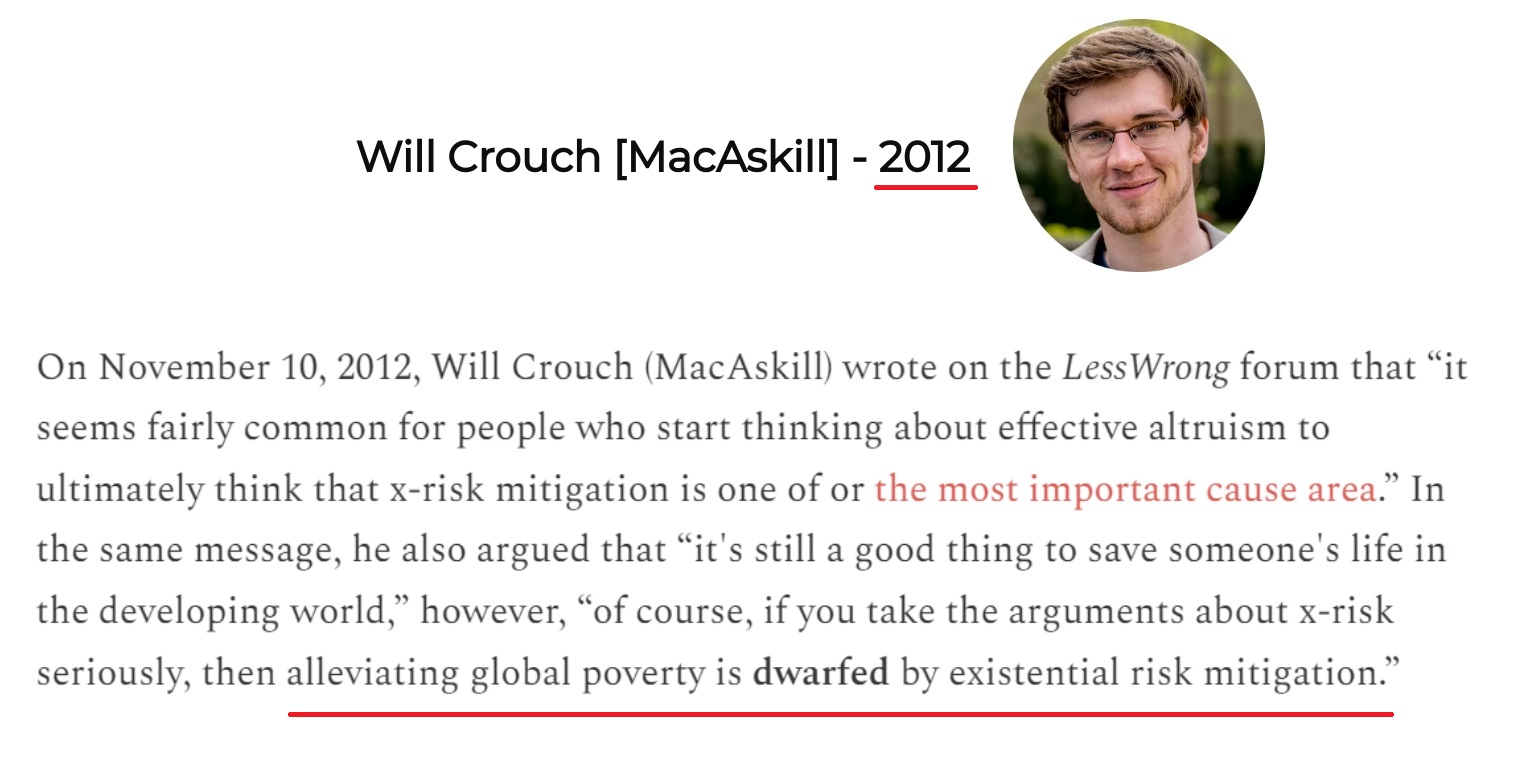 Will Crouch [MacAskill] - 2012
On November 10, 2012, Will Crouch (MacAskill) wrote on the LessWrong forum that “it
seems fairly common for people who start thinking about effective altruism to
ultimately think that x-risk mitigation is one of or the most important cause area.” In
the same message, he also argued that “it's still a good thing to save someone's life in
the developing world,” however, “of course, if you take the arguments about x-risk
seriously, then alleviating global poverty is dwarfed by existential risk mitigation.”